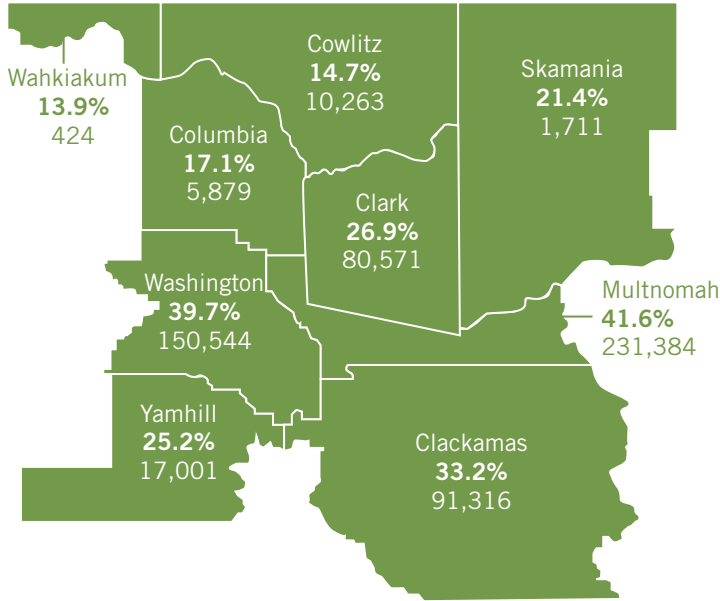 Wahkiakum
13.9%
424
Cowlitz
14.7%
10,263
Skamania
21.4%
1,711
Columbia
17.1%
5,879
Clark
26.9%
80,571
Washington
39.7%
150,544
Multnomah
41.6%
231,384
Yamhill
25.2%
17,001
Clackamas
33.2%
91,316